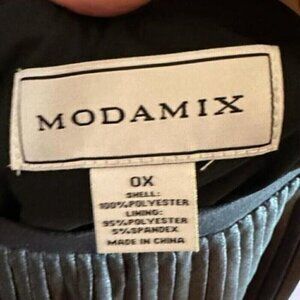 MODAMIX
0X
SHELL:
100%POLYESTER
LINING:
95%POLYESTER
5%SPANDEX
MADE IN CHINA